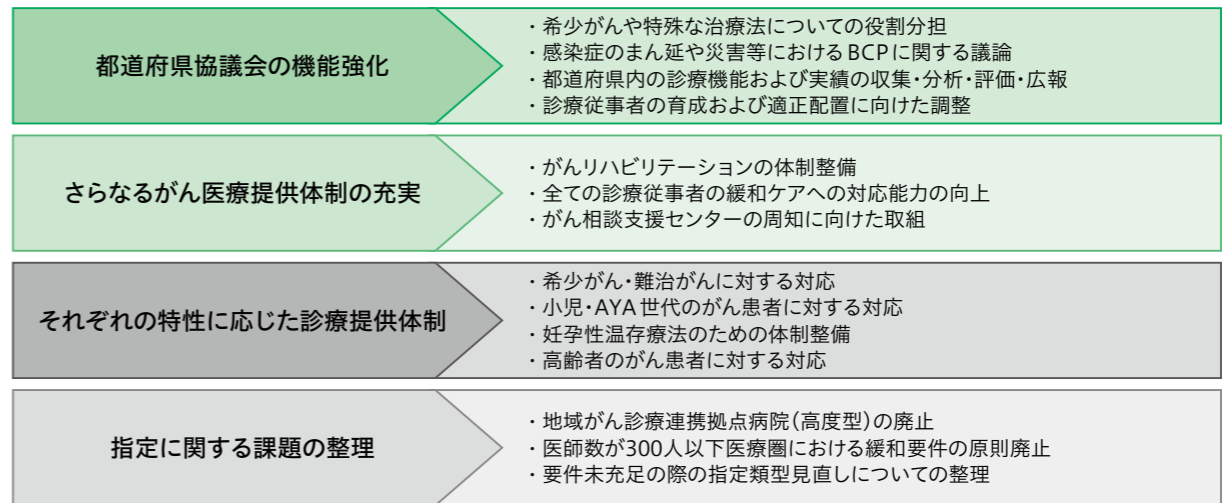 都道府県協議会の機能強化
・希少がんや特殊な治療法についての役割分担
・感染症のまん延や災害等におけるBCPに関する議論
・都道府県内の診療機能および実績の収集・分析・評価・広報
・診療従事者の育成および適正配置に向けた調整
さらなるがん医療提供体制の充実
・がんリハビリテーションの体制整備
・全ての診療従事者の緩和ケアへの対応能力の向上
・がん相談支援センターの周知に向けた取組
それぞれの特性に応じた診療提供体制
・希少がん・難治がんに対する対応
・小児・AYA世代のがん患者に対する対応
・妊孕性温存療法のための体制整備
・高齢者のがん患者に対する対応
指定に関する課題の整理
・地域がん診療連携拠点病院(高度型)の廃止
・医師数が300人以下医療圏における緩和要件の原則廃止
・要件未充足の際の指定類型見直しについての整理